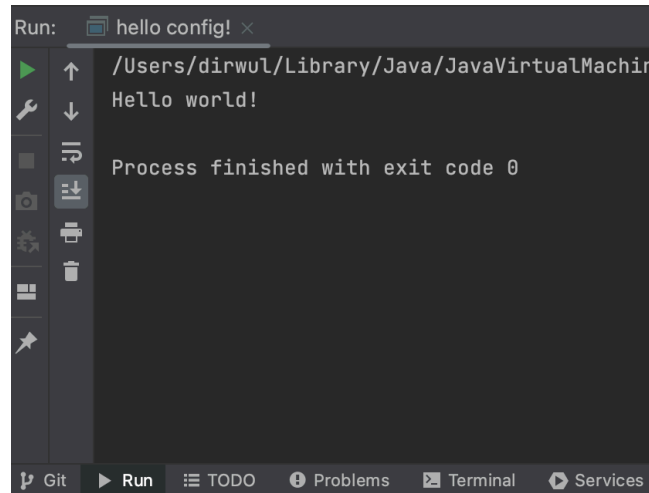 Run: hello config!
/Users/dirwul/Library/Java/JavaVirtualMachin
Hello world!
Process finished with exit code 0
Git Run TODO Problems Terminal Services